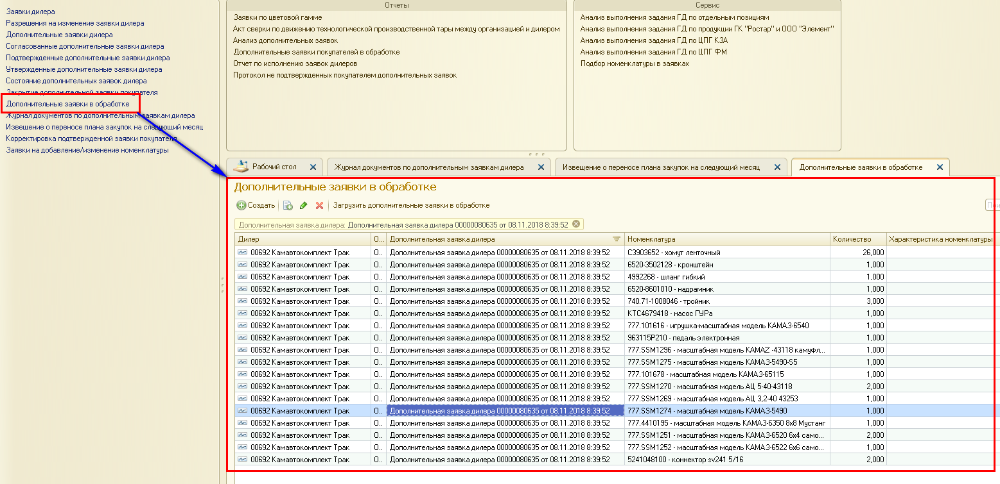 Заявки дилера
Разрешения на изменение заявки дилера
Дополнительные заявки дилера
Согласованные дополнительные заявки дилера
Подтвержденные дополнительные заявки дилера
Утвержденные дополнительные заявки дилера
Состояние дополнительных заявок дилера
Закрытие дополнительной заявки покупателя
Дополнительные заявки в обработке
Журнал документов по дополнительным заявкам дилера
Извещение о переносе плана закупок на следующий месяц
Корректировка подтвержденной заявки покупателя
Заявки на добавление/изменение номенклатуры
Отчеты
Заявки по цветовой гамме
Акт сверки по движению технологической производственной тары между организацией и дилером
Анализ дополнительных заявок
Дополнительные заявки покупателей в обработке
Отчет по исполнению заявок дилеров
Протокол не подтвержденных покупателем дополнительных заявок
Сервис
Анализ выполнения задания ГД по отдельным позициям
Анализ выполнения задания ГД по продукции ГК "Ростар" и ООО "Элемент"
Анализ выполнения задания ГД по ЦПГ КЗА
Анализ выполнения задания ГД по ЦПГ ФМ
Подбор номенклатуры в заявках
Рабочий стол Журнал документов по дополнительным заявкам дилера Извещение о переносе плана закупок на следующий месяц Дополнительные заявки в обработке
Дополнительные заявки в обработке
Создать Загрузить дополнительные заявки в обработке Пои
Дополнительная заявка дилера: Дополнительная заявка дилера 00000080635 от 08.11.2018 8:39:52
Дилер О... Дополнительная заявка дилера Номенклатура Количество Характеристика номенклатуры
00692 Камавтокомплект Трак О.. Дополнительная заявка дилера 00000080635 от 08.11.2018 8:39:52 С3903652 - хомут ленточный 26,000
00692 Камавтокомплект Трак О.. Дополнительная заявка дилера 00000080635 от 08.11.2018 8:39:52 6520-3502128 - кронштейн 1,000
00692 Камавтокомплект Трак О.. Дополнительная заявка дилера 00000080635 от 08.11.2018 8:39:52 4992268 - шланг гибкий 1,000
00692 Камавтокомплект Трак О.. Дополнительная заявка дилера 00000080635 от 08.11.2018 8:39:52 6520-8601010 - надрамник 1,000
00692 Камавтокомплект Трак О.. Дополнительная заявка дилера 00000080635 от 08.11.2018 8:39:52 740.71-1008046 - тройник 3,000
00692 Камавтокомплект Трак О.. Дополнительная заявка дилера 00000080635 от 08.11.2018 8:39:52 КТС4679418 - насос ГУРа 1,000
00692 Камавтокомплект Трак О.. Дополнительная заявка дилера 00000080635 от 08.11.2018 8:39:52 777.101616 - игрушка-масштабная модель КАМАЗ-6540 1,000
00692 Камавтокомплект Трак О.. Дополнительная заявка дилера 00000080635 от 08.11.2018 8:39:52 963115Р210 - педаль электронная 1,000
00692 Камавтокомплект Трак О.. Дополнительная заявка дилера 00000080635 от 08.11.2018 8:39:52 777.SSM1296 - масштабная модель KAMAZ -43118 камуфл... 1,000
00692 Камавтокомплект Трак О.. Дополнительная заявка дилера 00000080635 от 08.11.2018 8:39:52 777.SSM1275 - масштабная модель КАМАЗ-5490-S5 1,000
00692 Камавтокомплект Трак О.. Дополнительная заявка дилера 00000080635 от 08.11.2018 8:39:52 777.101678 - масштабная модель КАМАЗ-65115 1,000
00692 Камавтокомплект Трак О.. Дополнительная заявка дилера 00000080635 от 08.11.2018 8:39:52 777.SSM1270 - масштабная модель АЦ 5-40-43118 2,000
00692 Камавтокомплект Трак О.. Дополнительная заявка дилера 00000080635 от 08.11.2018 8:39:52 777.SSM1269 - масштабная модель АЦ 3,2-40 43253 1,000
00692 Камавтокомплект Трак О.. Дополнительная заявка дилера 00000080635 от 08.11.2018 8:39:52 777.SSM1274 - масштабная модель КАМАЗ-5490 1,000
00692 Камавтокомплект Трак О.. Дополнительная заявка дилера 00000080635 от 08.11.2018 8:39:52 777.4410195 - масштабная модель КАМАЗ-6350 8х8 Мустанг 1,000
00692 Камавтокомплект Трак О.. Дополнительная заявка дилера 00000080635 от 08.11.2018 8:39:52 777.SSM1251 - масштабная модель КАМАЗ-6520 6х4 само... 2,000
00692 Камавтокомплект Трак О.. Дополнительная заявка дилера 00000080635 от 08.11.2018 8:39:52 777.SSM1252 - масштабная модель КАМАЗ-6522 6х6 само... 1,000
00692 Камавтокомплект Трак О.. Дополнительная заявка дилера 00000080635 от 08.11.2018 8:39:52 5241048100 - коннектор sv241 5/16 2,000